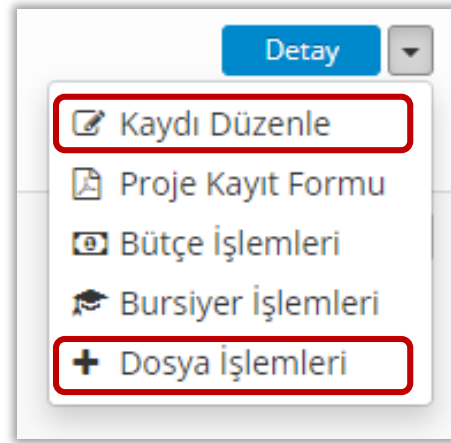 Detay
Kaydı Düzenle
Proje Kayıt Formu
Bütçe İşlemleri
Bursiyer İşlemleri
Dosya İşlemleri